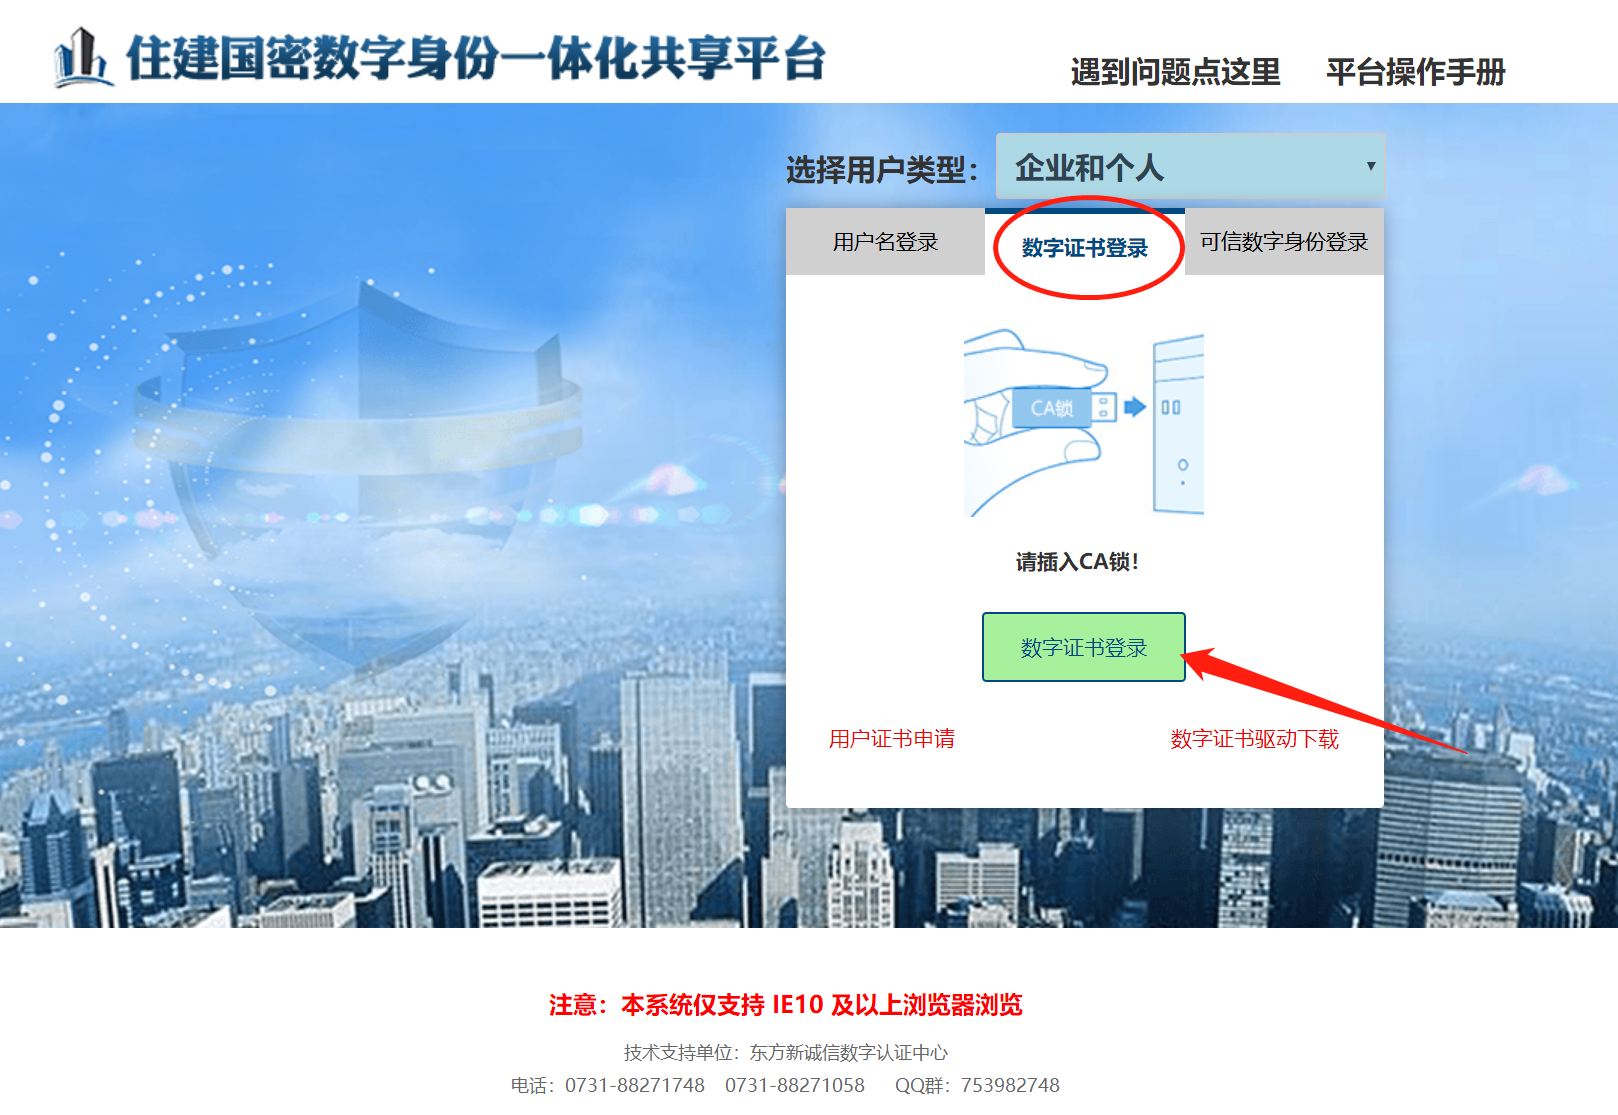 住建国密数字身份一体化共享平台
遇到问题点这里 平台操作手册
选择用户类型： 企业和个人
用户名登录 数字证书登录 可信数字身份登录
CA锁
请插入CA锁！
数字证书登录
用户证书申请 数字证书驱动下载
注意：本系统仅支持 IE10 及以上浏览器浏览
技术支持单位：东方新诚信数字认证中心
电话：0731-88271748 0731-88271058 QQ群：753982748